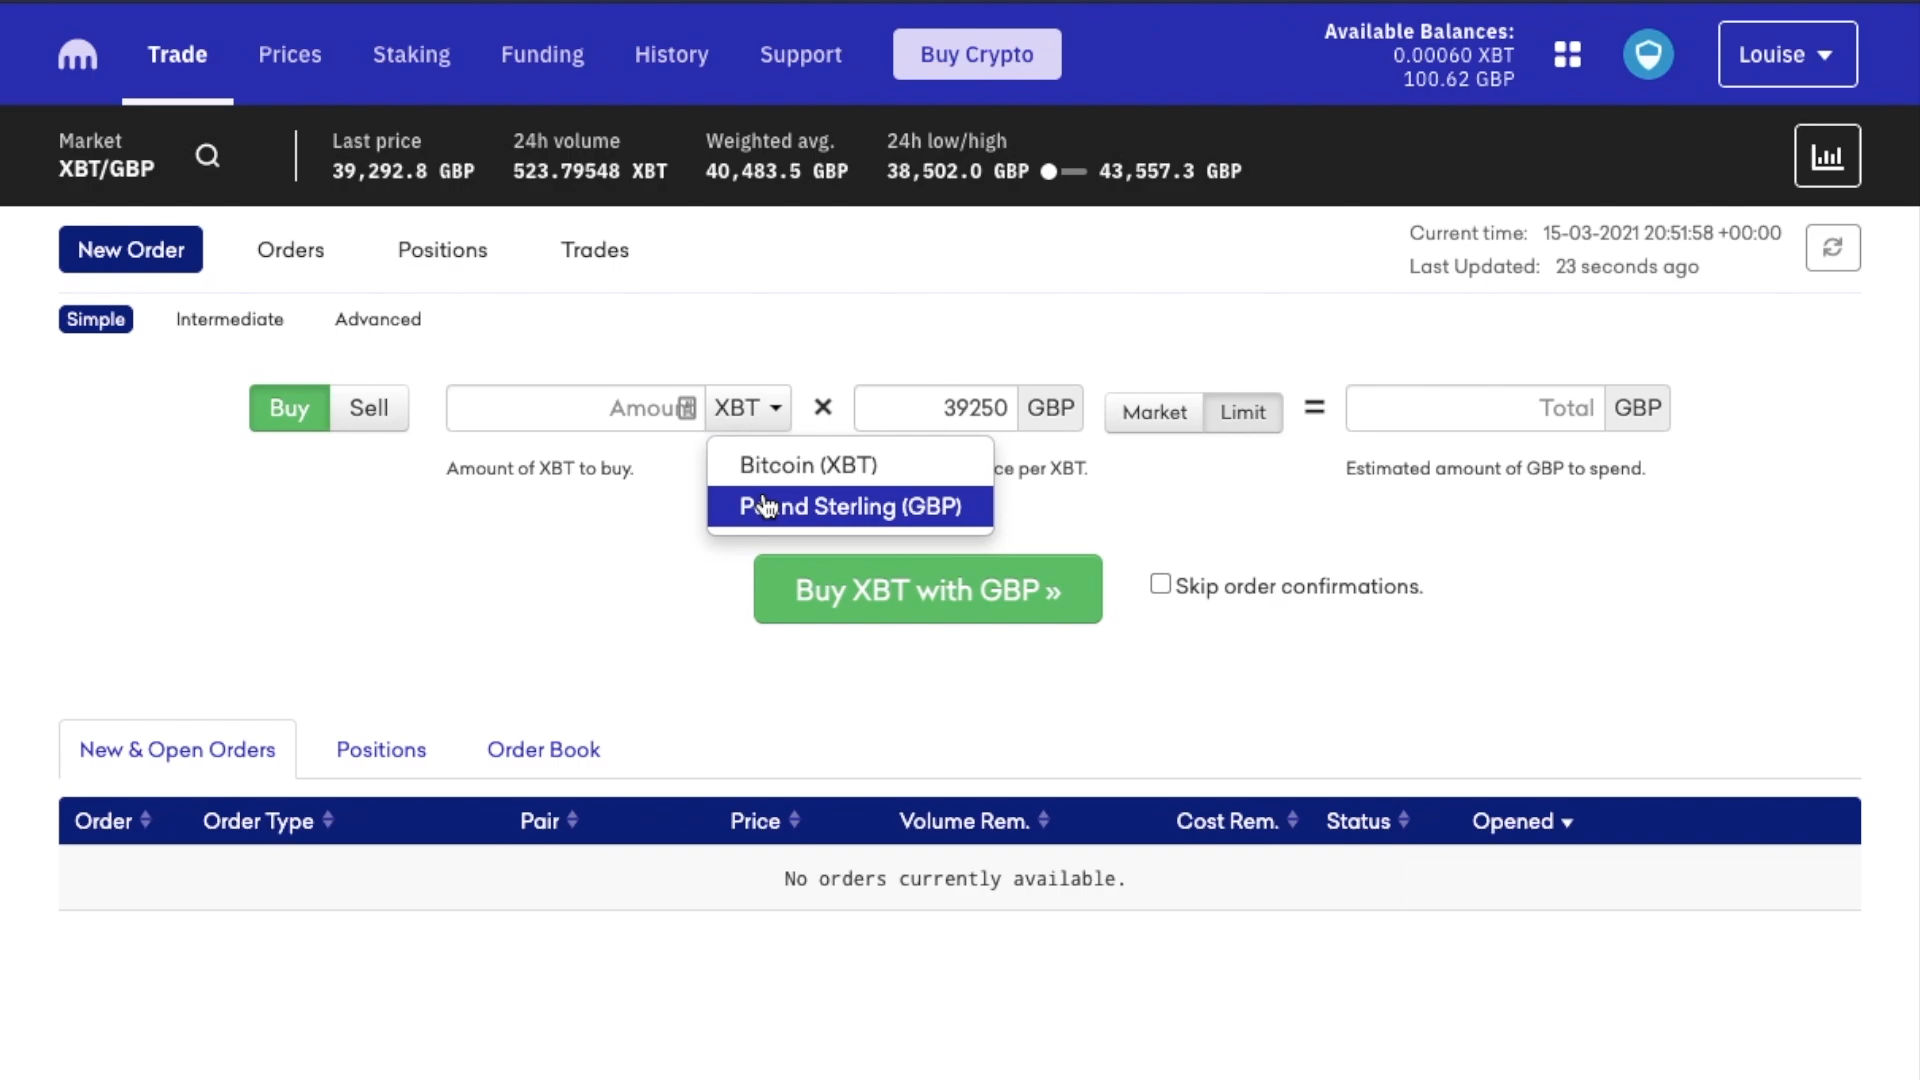 Trade Prices Staking Funding History Support Buy Crypto
Available Balances:
0.00060 XBT
100.62 GBP
Louise
Market
XBT/GBP
Last price
39,292.8 GBP
24h volume
523.79548 XBT
Weighted avg.
40,483.5 GBP
24h low/high
38,502.0 GBP 43,557.3 GBP
New Order Orders Positions Trades
Current time: 15-03-2021 20:51:58 +00:00
Last Updated: 23 seconds ago
Simple Intermediate Advanced
Buy Sell XBT × 39250 GBP Market Limit = Total GBP
Amount of XBT to buy.
Bitcoin (XBT)
per XBT.
Estimated amount of GBP to spend.
Sterling (GBP)
Buy XBT with GBP »
Skip order confirmations.
New & Open Orders Positions Order Book
Order Order Type Pair Price Volume Rem. Cost Rem. Status Opened
No orders currently available.